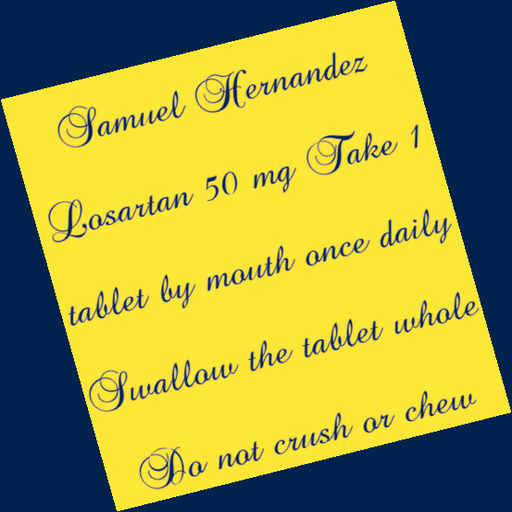 Samuel Hernandez
Losartan 50 mg Take 1
tablet by mouth once daily
Swallow the tablet whole
Do not crush or chew